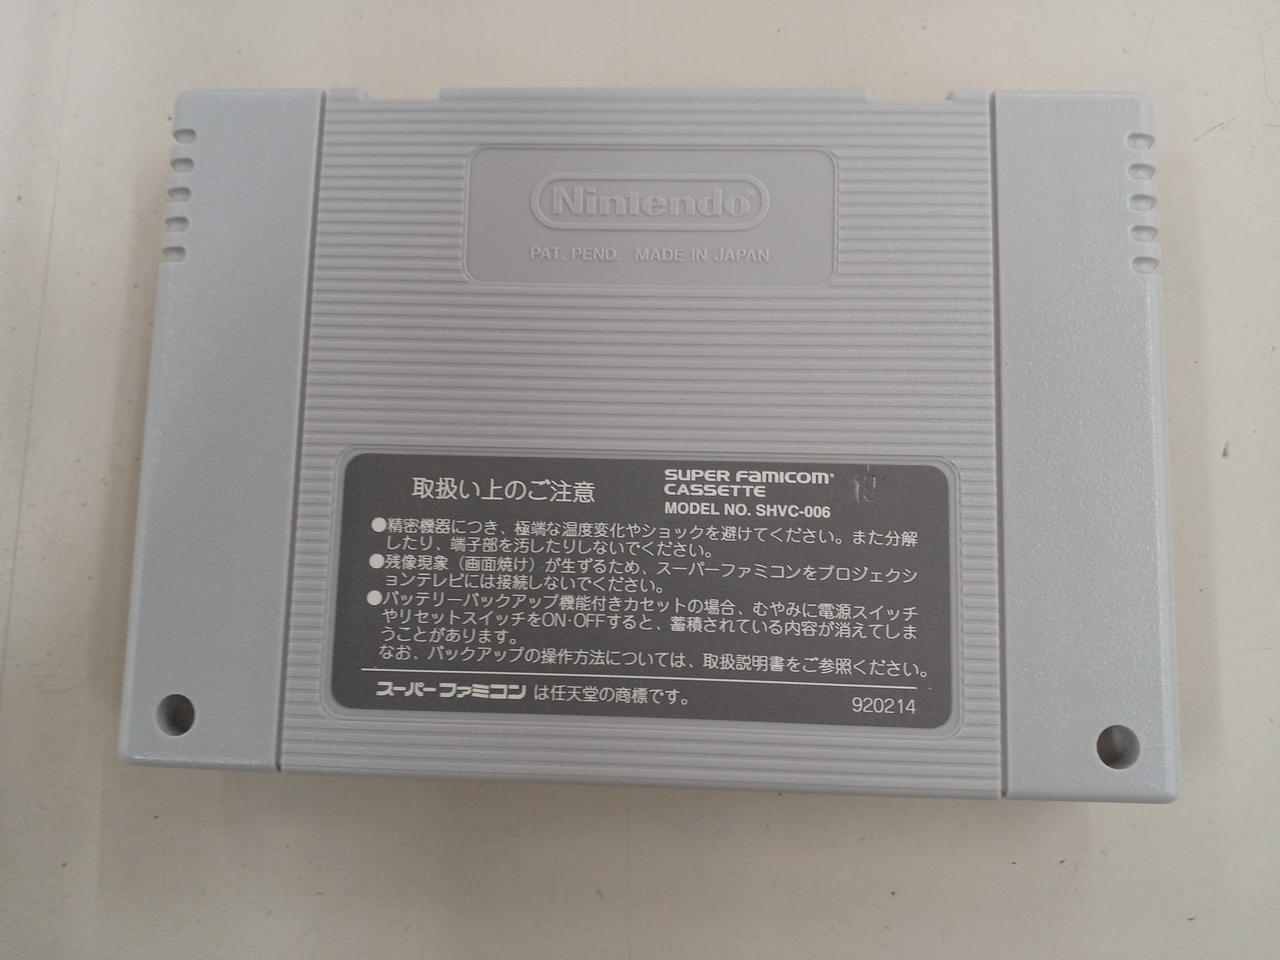 Nintendo®
PAT. PEND. MADE IN JAPAN
取扱い上のご注意
SUPER FAMICOM®
CASSETTE
MODEL NO. SHVC-006
19
●精密機器につき、極端な温度変化やショックを避けてください。また分解
したり、端子部を汚したりしないでください。
●残像現象（画面焼け）が生ずるため、スーパーファミコンをプロジェクシ
ョンテレビには接続しないでください。
●バッテリーバックアップ機能付きカセットの場合、むやみに電源スイッチ
やリセットスイッチをON·OFFすると、蓄積されている内容が消えてしま
うことがあります。
なお、バックアップの操作方法については、取扱説明書をご参照ください。
スーパーファミコンは任天堂の商標です。
920214